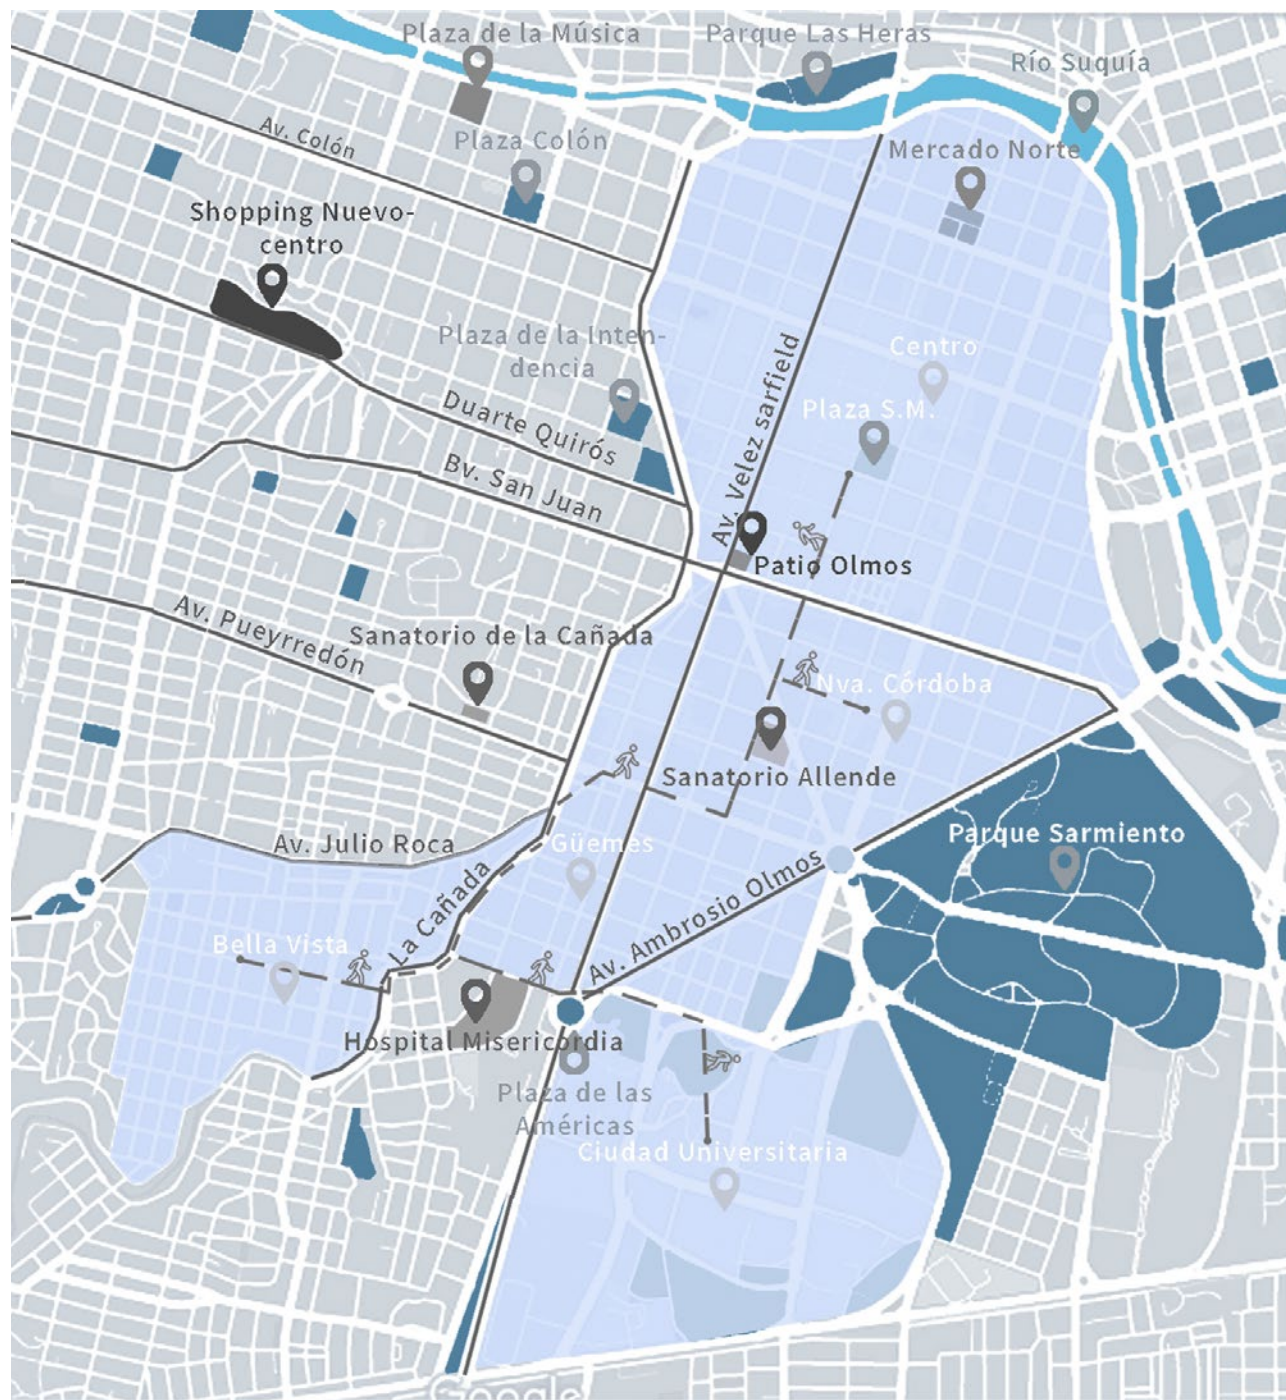 Plaza de la Música
Parque Las Heras
Río Suquía
Av. Colón
Plaza Colón
Mercado Norte
Shopping Nuevo-
centro
Plaza de la Inten-
dencia
Centro
Av. Velez sarfield
Plaza S.M.
Duarte Quirós
Bv. San Juan
Patio Olmos
Av. Pueyrredón
Sanatorio de la Cañada
Nva. Córdoba
Sanatorio Allende
Av. Julio Roca
Güemes
Parque Sarmiento
La Cañada
Av. Ambrosio Olmos
Bella Vista
Hospital Misericordia
Plaza de las
Américas
Ciudad Universitaria
Google